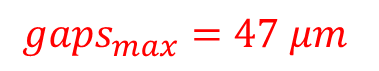 gaps_max = 47 μm